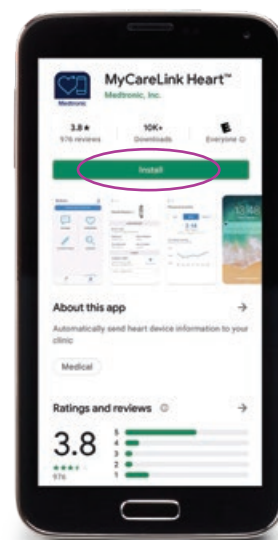 MyCareLink Heart™
Medtronic, Inc.
Medtronic
3.8★
10K+
E
976 reviews
Downloads
Everyone
Install
About this app →
Automatically send heart device information to your
clinic
Medical
Ratings and reviews →
3.8
976
5
4
3
2
1